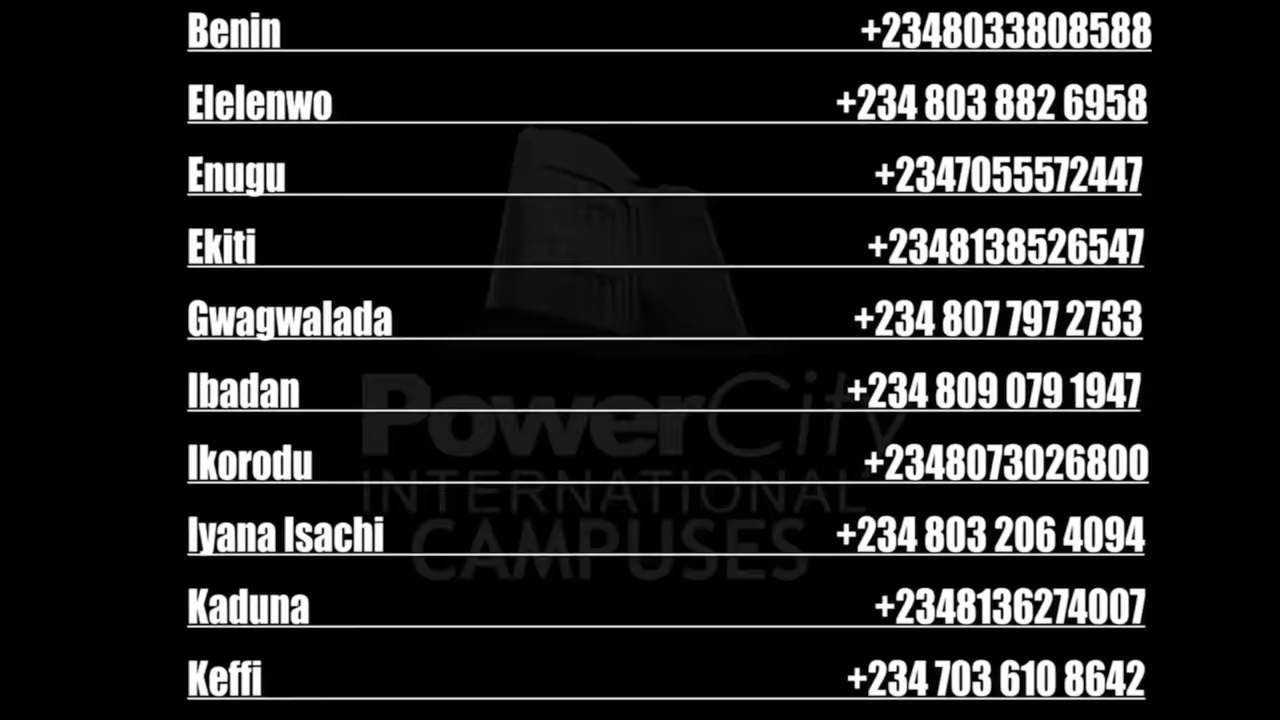 Benin +2348033808588
Elelenwo +234 803 882 6958
Enugu +2347055572447
Ekiti +2348138526547
Gwagwalada +234 807 797 2733
Ibadan +234 809 079 1947
PowerCity
Ikorodu +2348073026800
INTERNATIONAL
Iyana Isachi +234 803 206 4094
CAMPUSES
Kaduna +2348136274007
Keffi +234 703 610 8642